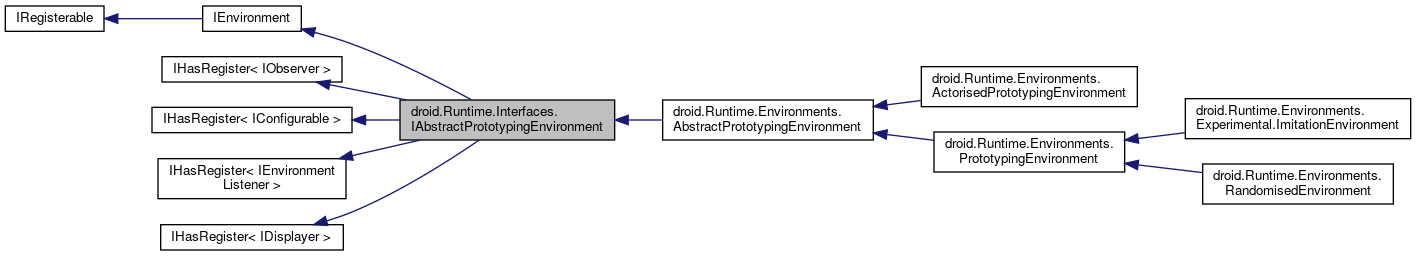 IRegisterable
IEnvironment
IHasRegister< IObserver >
IHasRegister< IConfigurable >
IHasRegister< IEnvironment
Listener >
IHasRegister< IDisplayer >
droid.Runtime.Interfaces.
IAbstractPrototypingEnvironment
droid.Runtime.Environments.
AbstractPrototypingEnvironment
droid.Runtime.Environments.
ActorisedPrototypingEnvironment
droid.Runtime.Environments.
PrototypingEnvironment
droid.Runtime.Environments.
Experimental.ImitationEnvironment
droid.Runtime.Environments.
RandomisedEnvironment